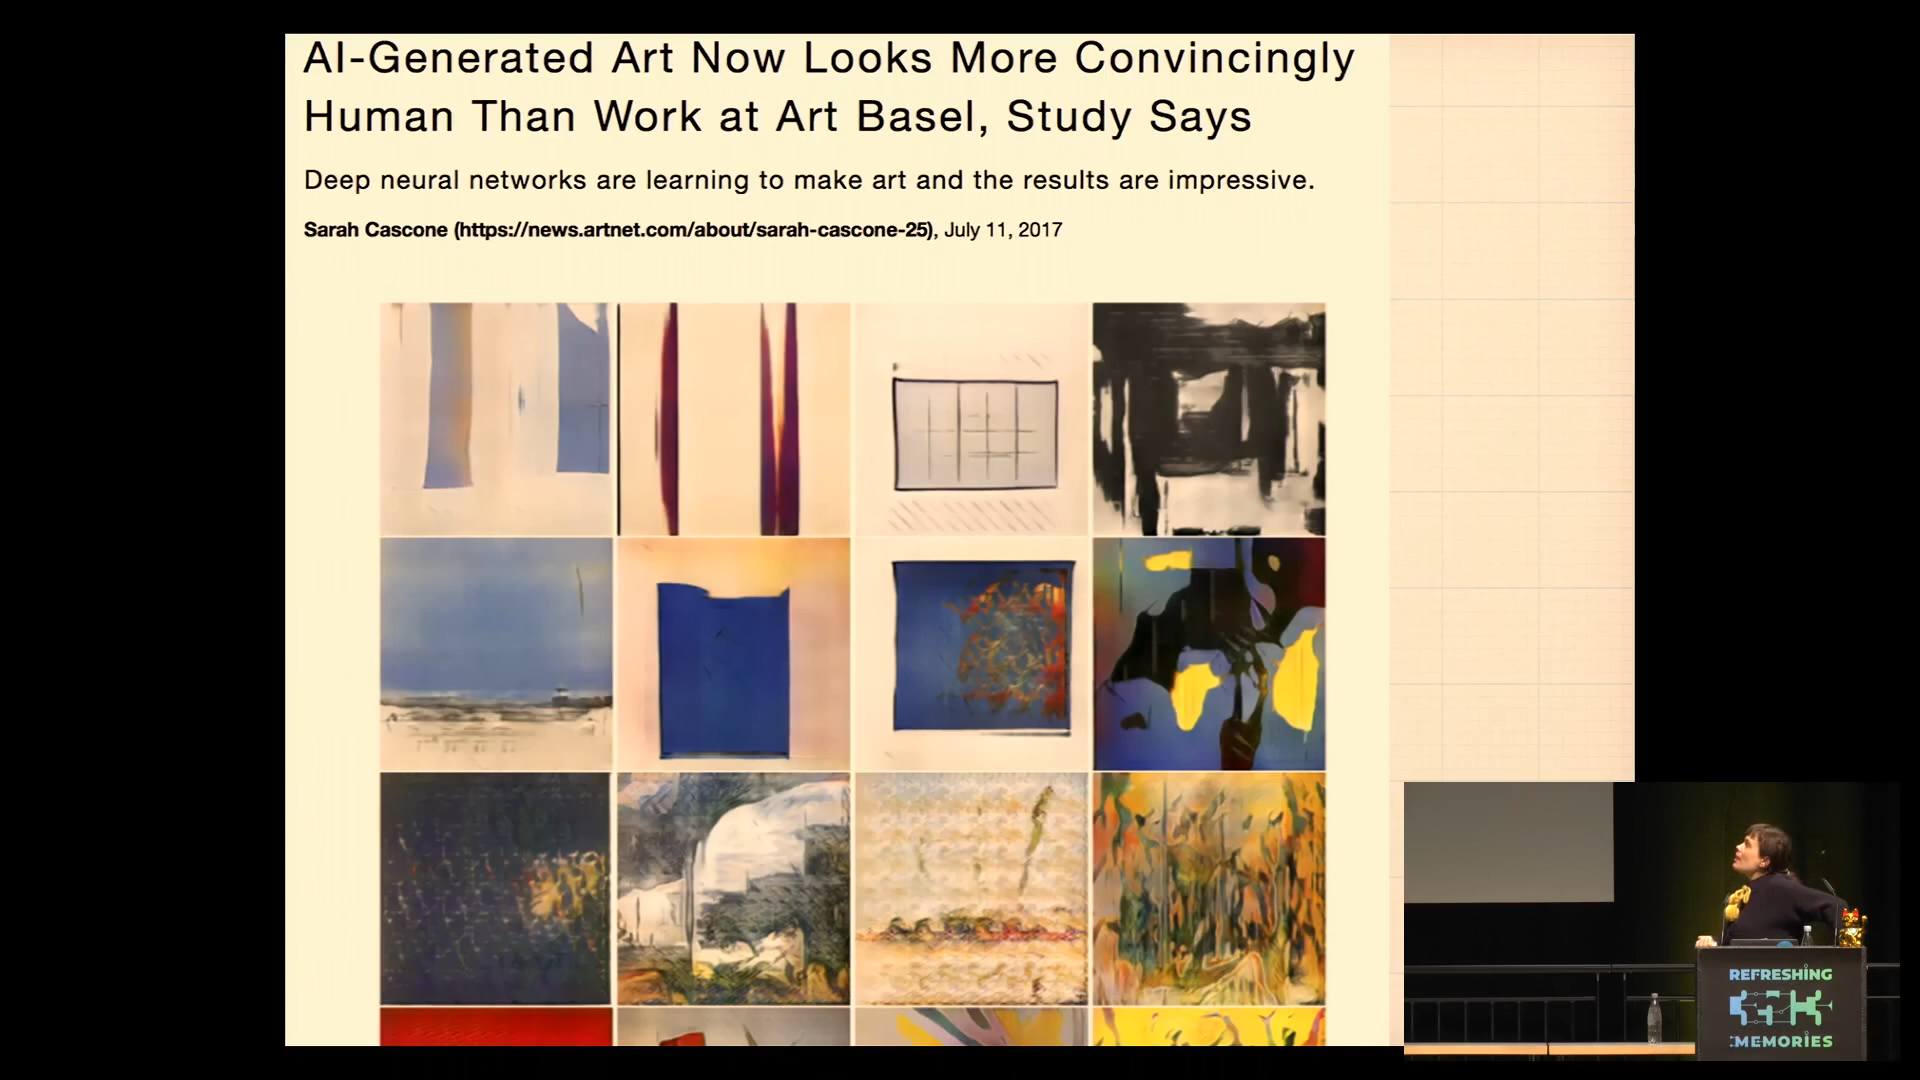 AI-Generated Art Now Looks More Convincingly
Human Than Work at Art Basel, Study Says
Deep neural networks are learning to make art and the results are impressive.
Sarah Cascone (https://news.artnet.com/about/sarah-cascone-25), July 11, 2017
REFRESHING
:MEMORIES